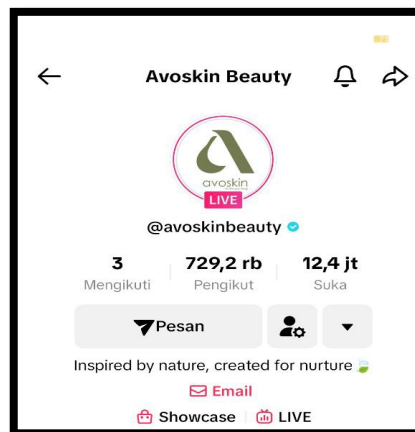 Avoskin Beauty
avoskin
LIVE
@avoskinbeauty
3 729,2 rb 12,4 jt
Mengikuti Pengikut Suka
Pesan
Inspired by nature, created for nurture🍃
Email
Showcase LIVE